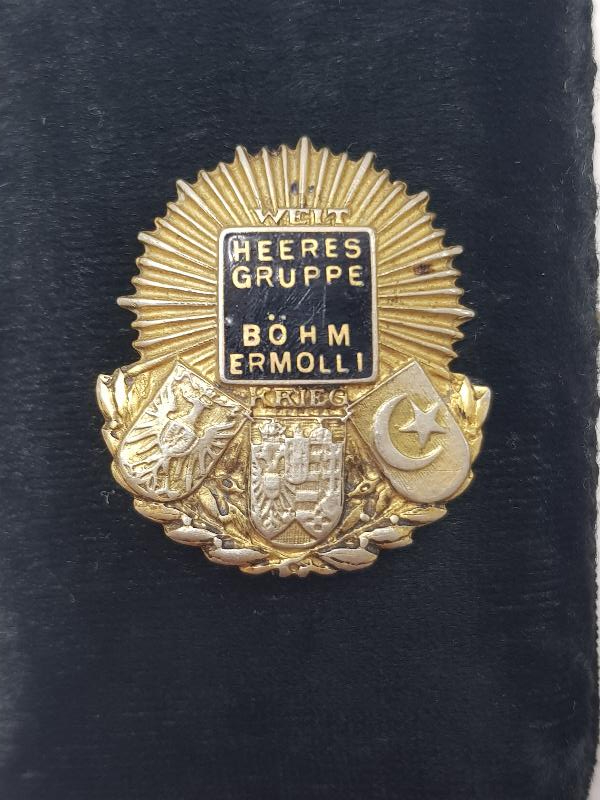 WELT
HEERES
GRUPPE
BÖHM
ERMOLLI
KRIEG